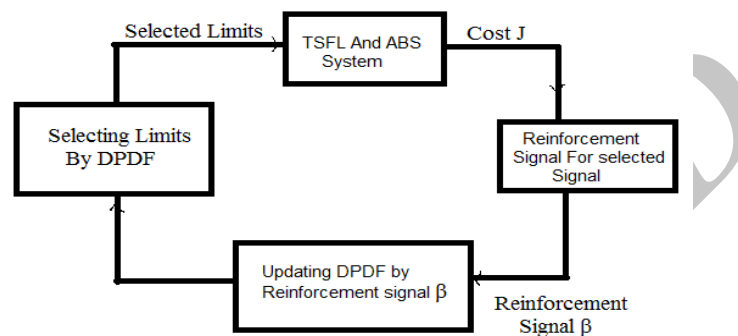 Selected Limits
TSFL And ABS
System
Cost J
Selecting Limits
By DPDF
Reinforcement
Signal For selected
Signal
Updating DPDF by
Reinforcement signal β
Reinforcement
Signal β